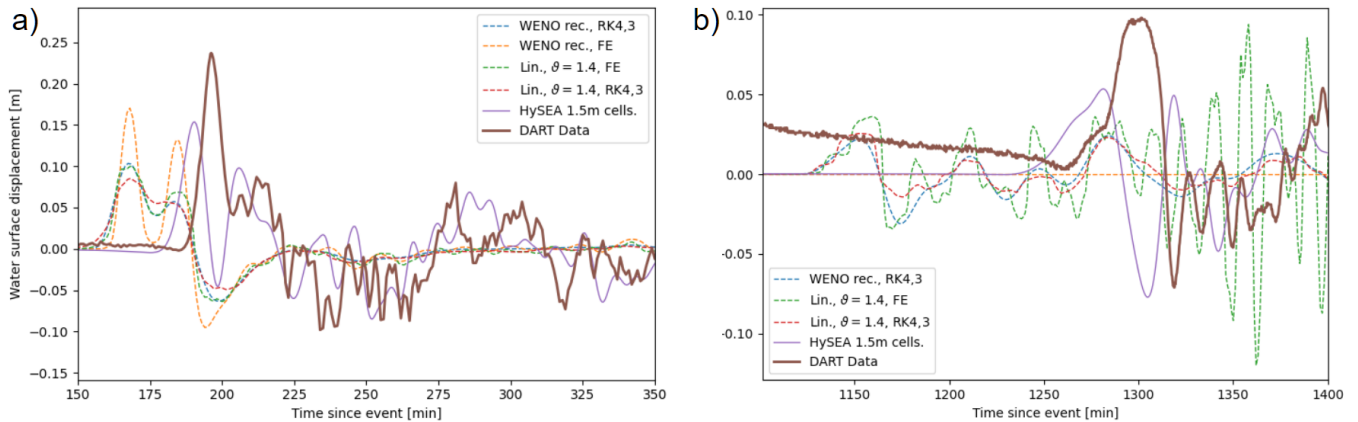 a)
0.25
0.20
0.15
0.10
0.05
0.00
-0.05
-0.10
-0.15
Water surface displacement [m]
WENO rec., RK4,3
WENO rec., FE
Lin., ϑ = 1.4, FE
Lin., ϑ = 1.4, RK4,3
HySEA 1.5m cells.
DART Data
150 175 200 225 250 275 300 325 350
Time since event [min]
b)
0.10
0.05
0.00
-0.05
-0.10
WENO rec., RK4,3
Lin., ϑ = 1.4, FE
Lin., ϑ = 1.4, RK4,3
HySEA 1.5m cells.
DART Data
1150 1200 1250 1300 1350 1400
Time since event [min]